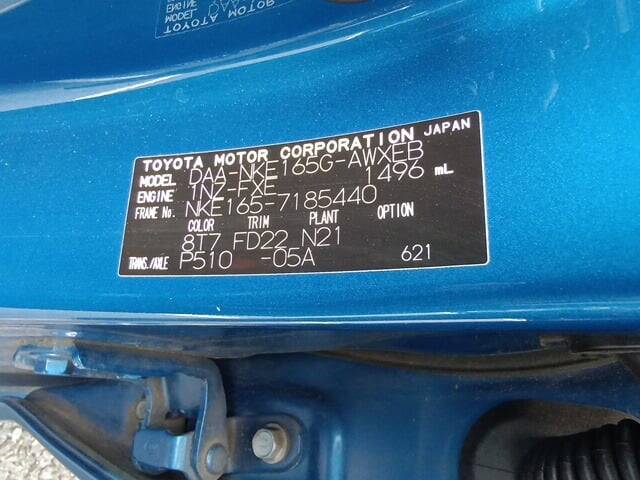 TOYOTA MOTOR CORPORATION JAPAN
MODEL DAA-NKE165G-AWXEB
ENGINE 1NZ-FXE 1496 mL
FRAME No. NKE165-7185440
COLOR TRIM PLANT OPTION
8T7 FD22 N21
TRANS./AXLE P510 -05A 621